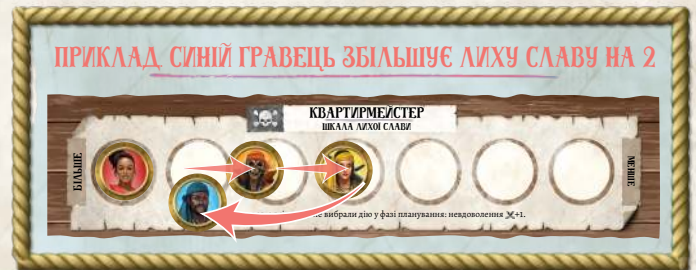 ПРИКЛАД. СИНІЙ ГРАВЕЦЬ ЗБІЛЬШУЄ ЛИХУ СЛАВУ НА 2
КВАРТИРМЕЙСТЕР
ШКАЛА ЛИХОЇ СЛАВИ
БІЛЬШЕ
МЕНШЕ
вибрали дію у фазі планування: невдоволення +1.